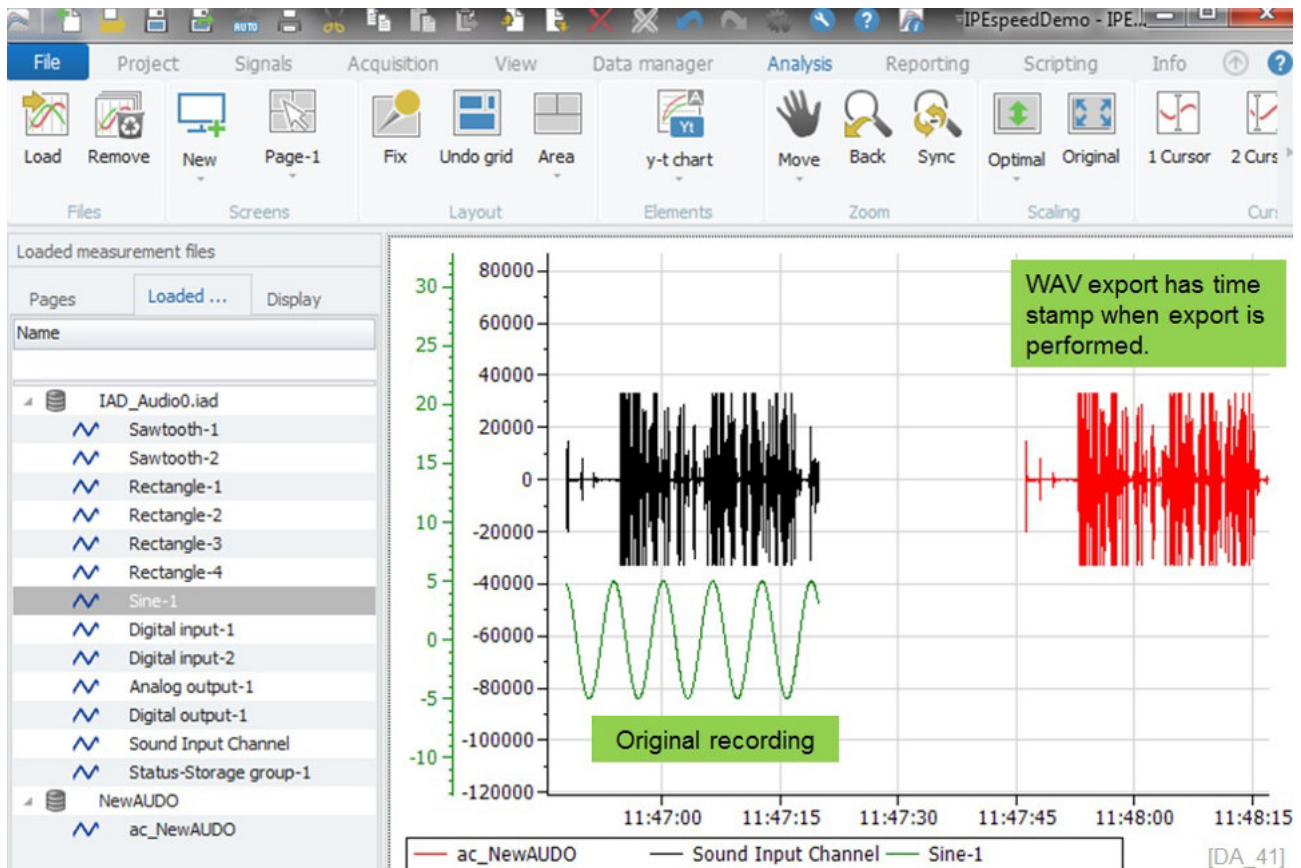 AUTO
IPEspeedDemo - IPE...
File Project Signals Acquisition View Data manager Analysis Reporting Scripting Info
Load Remove New Page-1 Fix Undo grid Area y-t chart Move Back Sync Optimal Original 1 Cursor 2 Curs
Files Screens Layout Elements Zoom Scaling Curs
Loaded measurement files
Pages Loaded ... Display
Name
IAD_Audio0.iad
Sawtooth-1
Sawtooth-2
Rectangle-1
Rectangle-2
Rectangle-3
Rectangle-4
Sine-1
Digital input-1
Digital input-2
Analog output-1
Digital output-1
Sound Input Channel
Status-Storage group-1
NewAUDO
ac_NewAUDO
30
25
20
15
10
5
0
-5
-10
80000
60000
40000
20000
0
-20000
-40000
-60000
-80000
-100000
-120000
WAV export has time
stamp when export is
performed.
Original recording
11:47:00 11:47:15 11:47:30 11:47:45 11:48:00 11:48:15
ac_NewAUDO Sound Input Channel Sine-1
[DA_41]